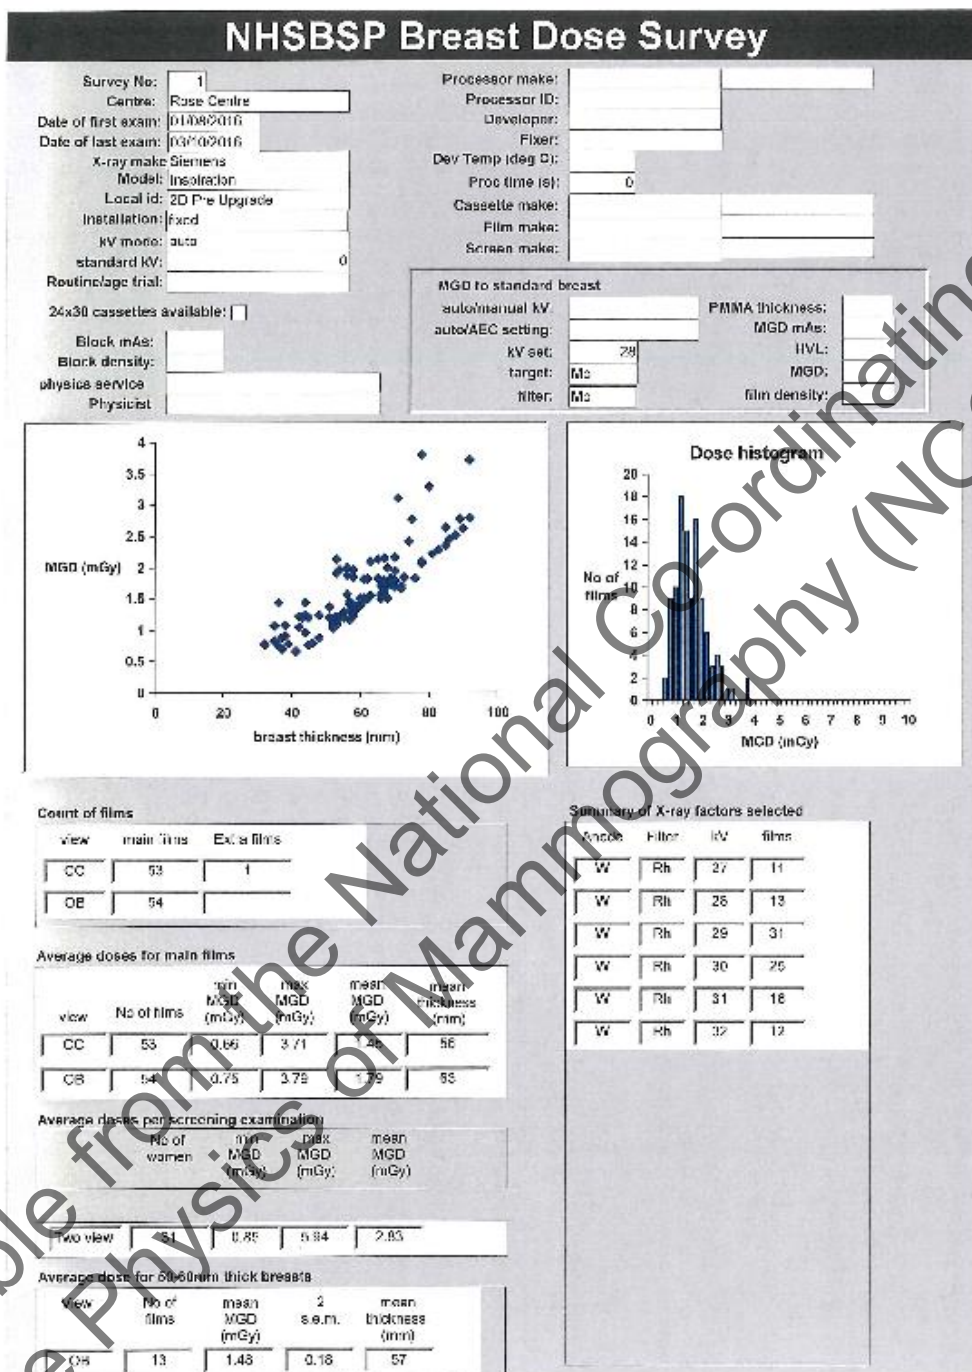 NHSBSP Breast Dose Survey
Survey No: 1
Centre: Rose Centre
Date of first exam: 01/08/2016
Date of last exam: 03/10/2016
X-ray make Siemens
Model: Inspiration
Local id: 2D Pre Upgrade
Installation: fixed
kV mode: auto
standard kV: 0
Routine/age trial:
24x30 cassettes available:
Block mAs:
Block density:
physics service
Physicist
Processor make:
Processor ID:
Developer:
Fixer:
Dev Temp (deg C):
Proc time (s): 0
Cassette make:
Film make:
Screen make:
MGD to standard breast
auto/manual kV
auto/AEC setting:
kV set: 28
target: Mo
filter: Mo
PMMA thickness:
MGD mAs:
HVL:
MGD:
film density:
4
3.5
3
2.5
MGD (mGy) 2
1.5
1
0.5
0
0 20 40 60 80 100
breast thickness (mm)
Dose histogram
20
18
16
14
12
No of films 10
8
6
4
2
0
0 1 2 3 4 5 6 7 8 9 10
MGD (mGy)
Count of films
view main films Extra films
CC 53 1
OB 54
Average doses for main films
view No of films min MGD (mGy) max MGD (mGy) mean MGD (mGy) mean thickness (mm)
CC 53 0.66 3.71
OB 54 0.75 3.79 1.79
Average doses per screening examination
No of women min MGD (mGy) max MGD (mGy) mean MGD (mGy)
Two view 0.85
Average dose for 50-60mm thick breasts
view No of films mean MGD (mGy) 2 s.e.m. mean thickness (mm)
OB 13 1.48 0.18 57
Summary of X-ray factors selected
Anode Filter kV films
W Rh 27 11
W Rh 28 13
W Rh 29 31
W Rh 30 25
W Rh 31 16
W Rh 32 12
from the National Co-ordinating
Physics of Mammography